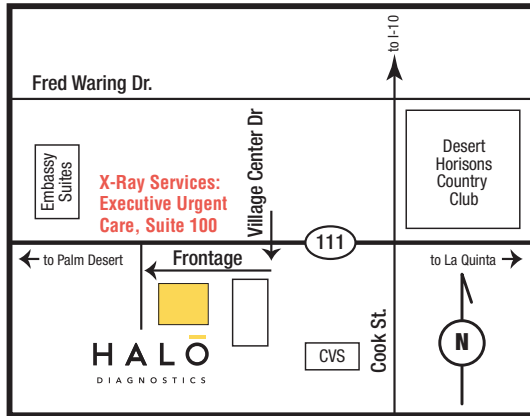 to I-10
Fred Waring Dr.
Village Center Dr
Embassy
Suites
Desert
Horisons
Country
Club
X-Ray Services:
Executive Urgent
Care, Suite 100
111
to Palm Desert
Frontage
to La Quinta
HALŌ
DIAGNOSTICS
CVS
Cook St.
N